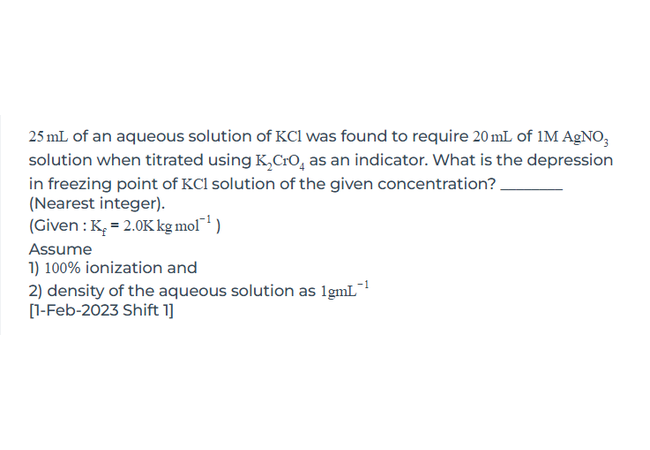 25 mL of an aqueous solution of KCl was found to require 20 mL of 1M AgNO₃
solution when titrated using K₂CrO₄ as an indicator. What is the depression
in freezing point of KCl solution of the given concentration? ________
(Nearest integer).
(Given : K_f = 2.0K kg mol⁻¹ )
Assume
1) 100% ionization and
2) density of the aqueous solution as 1gmL⁻¹
[1-Feb-2023 Shift 1]